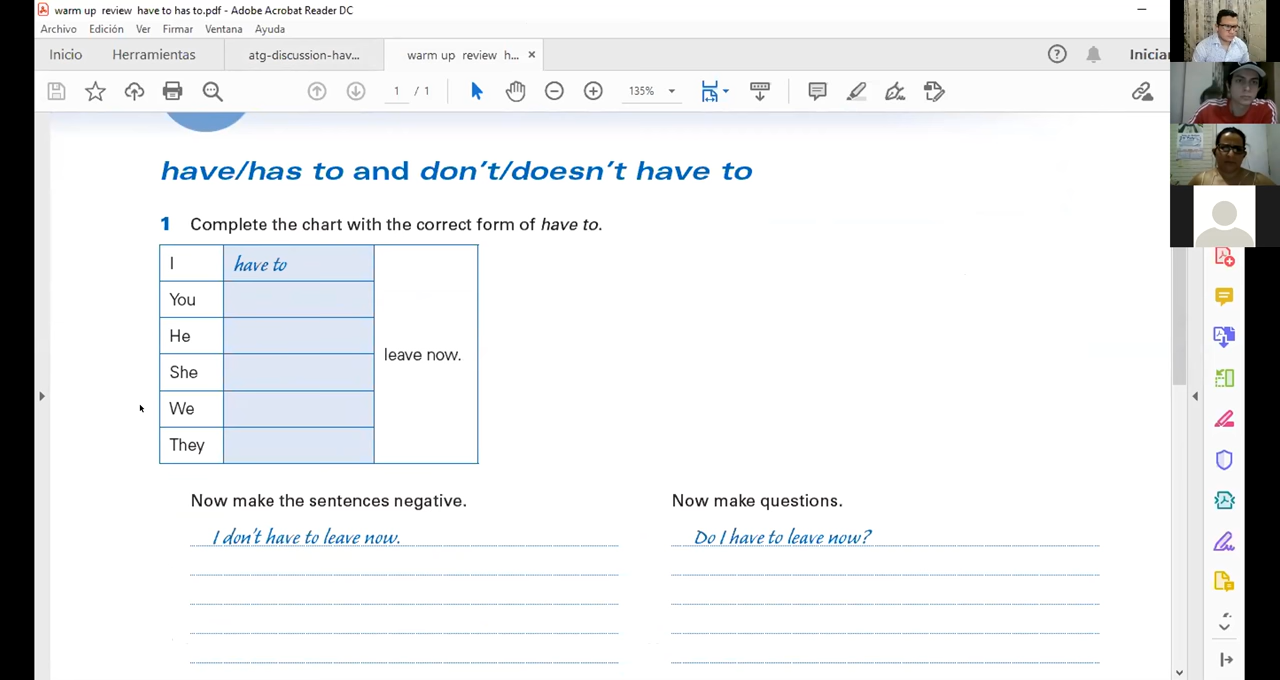 warm up review have to has to.pdf - Adobe Acrobat Reader DC
Archivo Edición Ver Firmar Ventana Ayuda
Inicio Herramientas atg-discussion-hav... warm up review h... ×
1 / 1 135%
Iniciar
have/has to and don't/doesn't have to
1 Complete the chart with the correct form of have to.
I have to
You
He
leave now.
She
We
They
Now make the sentences negative.
I don't have to leave now.
Now make questions.
Do I have to leave now?